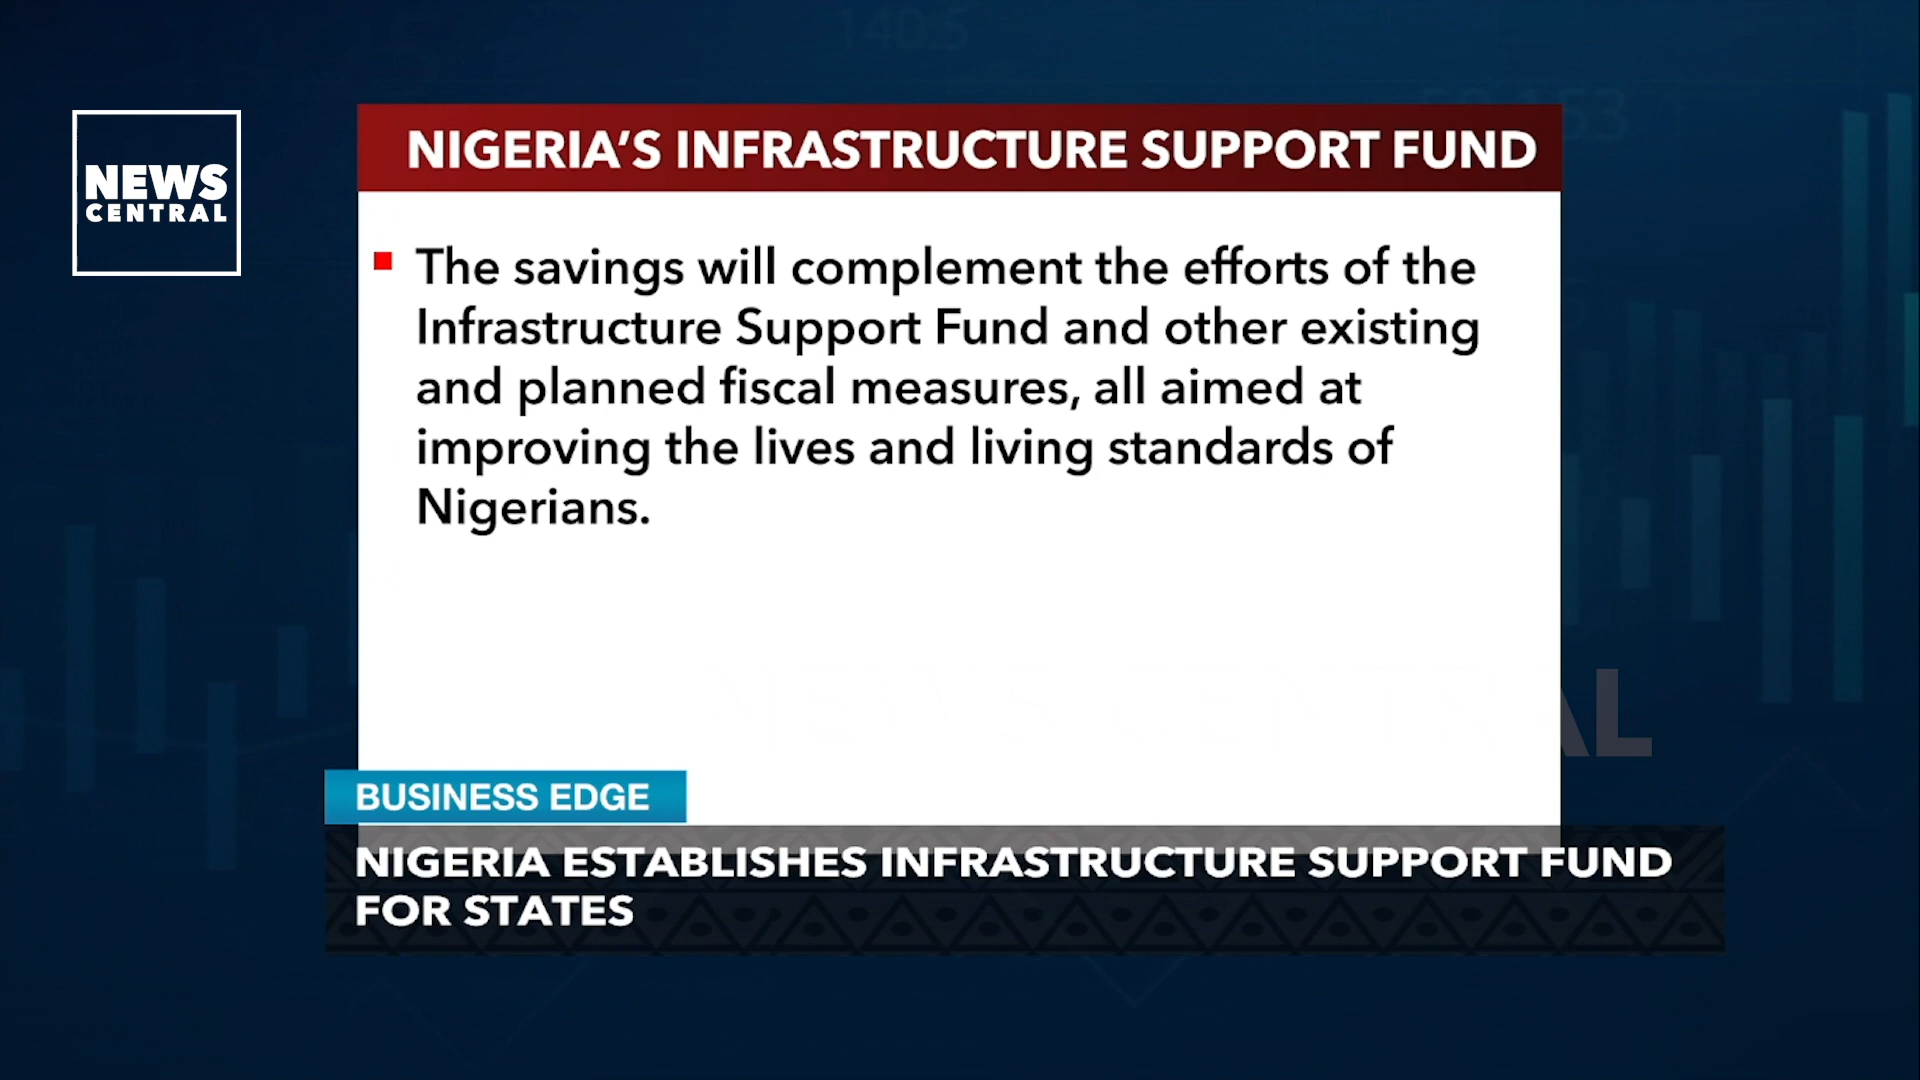 140.5
NEWS
CENTRAL
NIGERIA’S INFRASTRUCTURE SUPPORT FUND
The savings will complement the efforts of the
Infrastructure Support Fund and other existing
and planned fiscal measures, all aimed at
improving the lives and living standards of
Nigerians.
BUSINESS EDGE
NIGERIA ESTABLISHES INFRASTRUCTURE SUPPORT FUND
FOR STATES